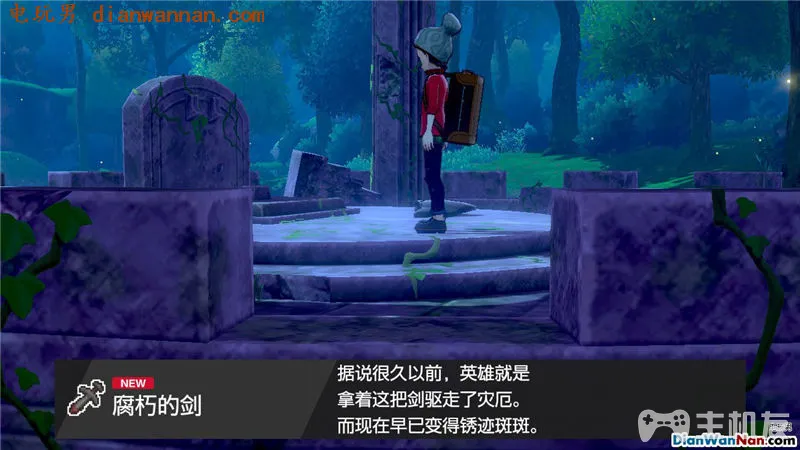 电玩男 dianwannan.com
NEW
腐朽的剑
据说很久以前，英雄就是
拿着这把剑驱走了灾厄。
而现在早已变得锈迹斑斑。
主机友
DianWanNan.com